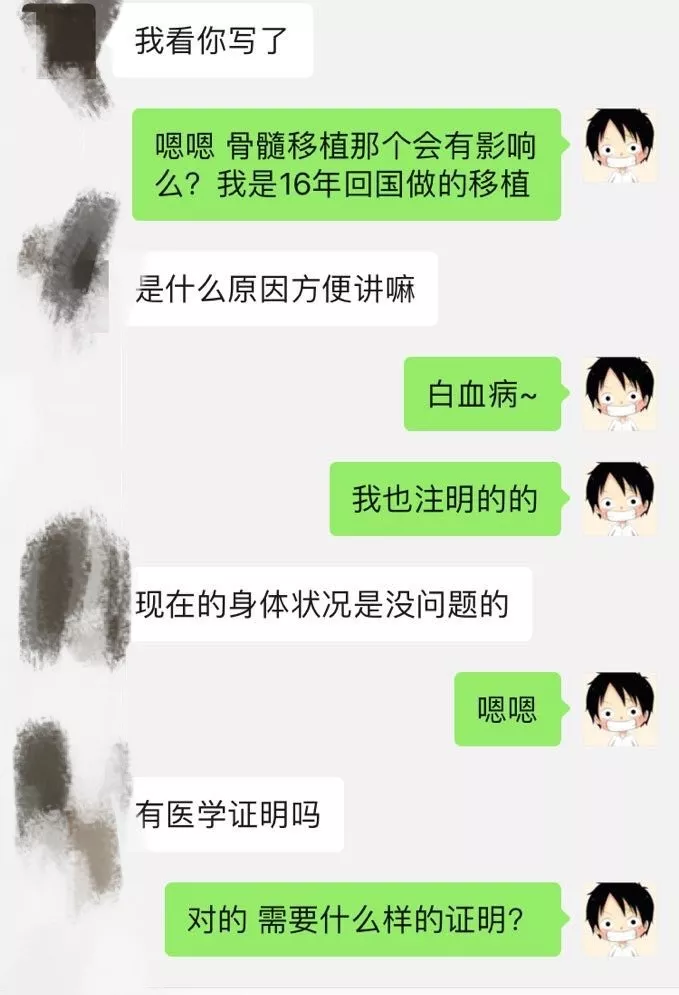 我看你写了
嗯嗯 骨髓移植那个会有影响
么？我是16年回国做的移植
是什么原因方便讲嘛
白血病~
我也注明的的
现在的身体状况是没问题的
嗯嗯
有医学证明吗
对的 需要什么样的证明?